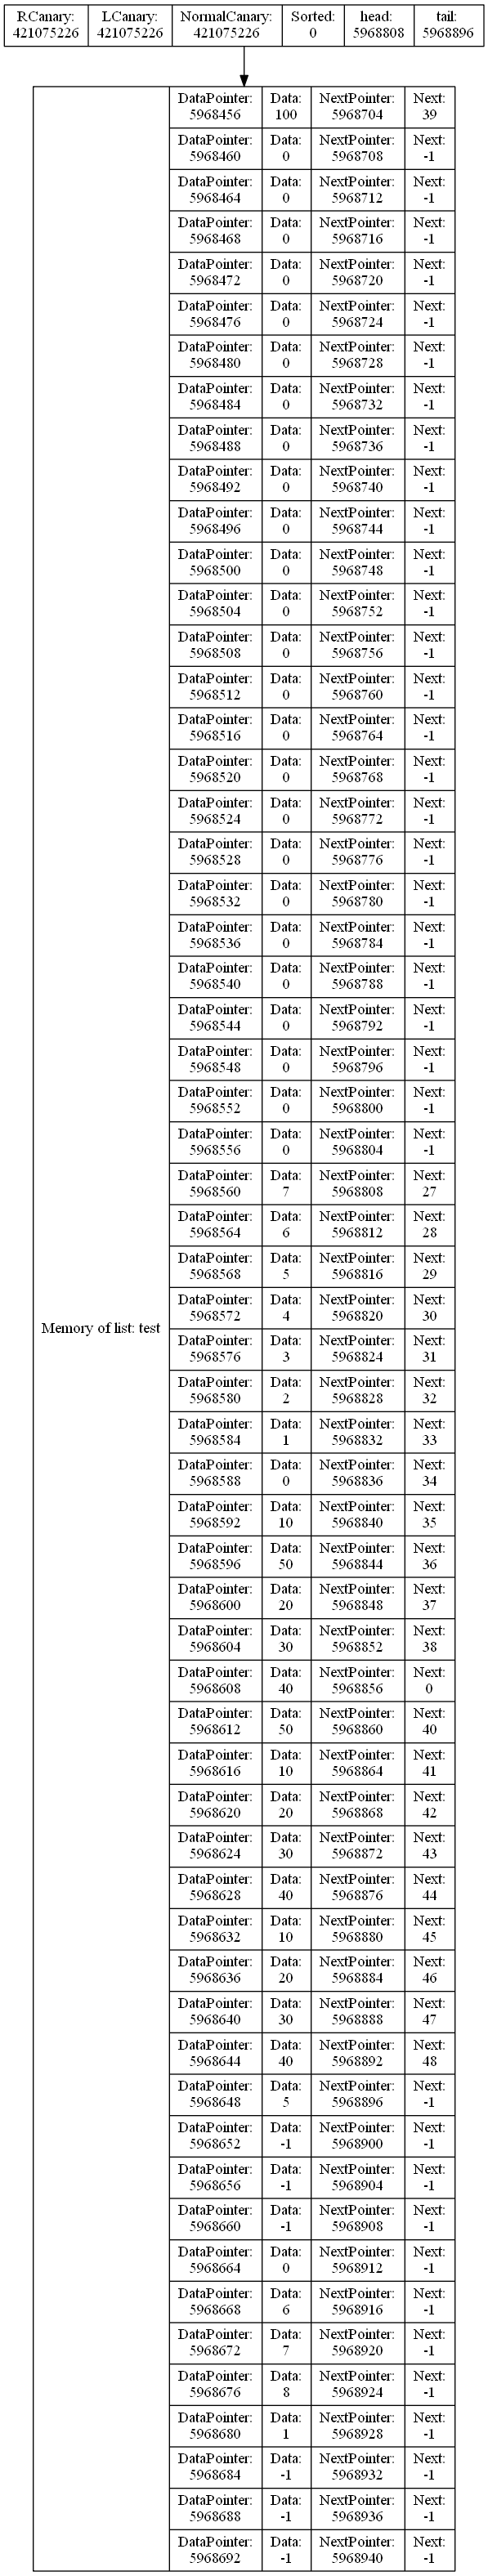 RCanary: LCanary: NormalCanary: Sorted: head: tail:
421075226 421075226 421075226 0 5968808 5968896
Memory of list: test
DataPointer: Data: NextPointer: Next:
5968456 100 5968704 39
DataPointer: Data: NextPointer: Next:
5968460 0 5968708 -1
DataPointer: Data: NextPointer: Next:
5968464 0 5968712 -1
DataPointer: Data: NextPointer: Next:
5968468 0 5968716 -1
DataPointer: Data: NextPointer: Next:
5968472 0 5968720 -1
DataPointer: Data: NextPointer: Next:
5968476 0 5968724 -1
DataPointer: Data: NextPointer: Next:
5968480 0 5968728 -1
DataPointer: Data: NextPointer: Next:
5968484 0 5968732 -1
DataPointer: Data: NextPointer: Next:
5968488 0 5968736 -1
DataPointer: Data: NextPointer: Next:
5968492 0 5968740 -1
DataPointer: Data: NextPointer: Next:
5968496 0 5968744 -1
DataPointer: Data: NextPointer: Next:
5968500 0 5968748 -1
DataPointer: Data: NextPointer: Next:
5968504 0 5968752 -1
DataPointer: Data: NextPointer: Next:
5968508 0 5968756 -1
DataPointer: Data: NextPointer: Next:
5968512 0 5968760 -1
DataPointer: Data: NextPointer: Next:
5968516 0 5968764 -1
DataPointer: Data: NextPointer: Next:
5968520 0 5968768 -1
DataPointer: Data: NextPointer: Next:
5968524 0 5968772 -1
DataPointer: Data: NextPointer: Next:
5968528 0 5968776 -1
DataPointer: Data: NextPointer: Next:
5968532 0 5968780 -1
DataPointer: Data: NextPointer: Next:
5968536 0 5968784 -1
DataPointer: Data: NextPointer: Next:
5968540 0 5968788 -1
DataPointer: Data: NextPointer: Next:
5968544 0 5968792 -1
DataPointer: Data: NextPointer: Next:
5968548 0 5968796 -1
DataPointer: Data: NextPointer: Next:
5968552 0 5968800 -1
DataPointer: Data: NextPointer: Next:
5968556 0 5968804 -1
DataPointer: Data: NextPointer: Next:
5968560 7 5968808 27
DataPointer: Data: NextPointer: Next:
5968564 6 5968812 28
DataPointer: Data: NextPointer: Next:
5968568 5 5968816 29
DataPointer: Data: NextPointer: Next:
5968572 4 5968820 30
DataPointer: Data: NextPointer: Next:
5968576 3 5968824 31
DataPointer: Data: NextPointer: Next:
5968580 2 5968828 32
DataPointer: Data: NextPointer: Next:
5968584 1 5968832 33
DataPointer: Data: NextPointer: Next:
5968588 0 5968836 34
DataPointer: Data: NextPointer: Next:
5968592 10 5968840 35
DataPointer: Data: NextPointer: Next:
5968596 50 5968844 36
DataPointer: Data: NextPointer: Next:
5968600 20 5968848 37
DataPointer: Data: NextPointer: Next:
5968604 30 5968852 38
DataPointer: Data: NextPointer: Next:
5968608 40 5968856 0
DataPointer: Data: NextPointer: Next:
5968612 50 5968860 40
DataPointer: Data: NextPointer: Next:
5968616 10 5968864 41
DataPointer: Data: NextPointer: Next:
5968620 20 5968868 42
DataPointer: Data: NextPointer: Next:
5968624 30 5968872 43
DataPointer: Data: NextPointer: Next:
5968628 40 5968876 44
DataPointer: Data: NextPointer: Next:
5968632 10 5968880 45
DataPointer: Data: NextPointer: Next:
5968636 20 5968884 46
DataPointer: Data: NextPointer: Next:
5968640 30 5968888 47
DataPointer: Data: NextPointer: Next:
5968644 40 5968892 48
DataPointer: Data: NextPointer: Next:
5968648 5 5968896 -1
DataPointer: Data: NextPointer: Next:
5968652 -1 5968900 -1
DataPointer: Data: NextPointer: Next:
5968656 -1 5968904 -1
DataPointer: Data: NextPointer: Next:
5968660 -1 5968908 -1
DataPointer: Data: NextPointer: Next:
5968664 0 5968912 -1
DataPointer: Data: NextPointer: Next:
5968668 6 5968916 -1
DataPointer: Data: NextPointer: Next:
5968672 7 5968920 -1
DataPointer: Data: NextPointer: Next:
5968676 8 5968924 -1
DataPointer: Data: NextPointer: Next:
5968680 1 5968928 -1
DataPointer: Data: NextPointer: Next:
5968684 -1 5968932 -1
DataPointer: Data: NextPointer: Next:
5968688 -1 5968936 -1
DataPointer: Data: NextPointer: Next:
5968692 -1 5968940 -1